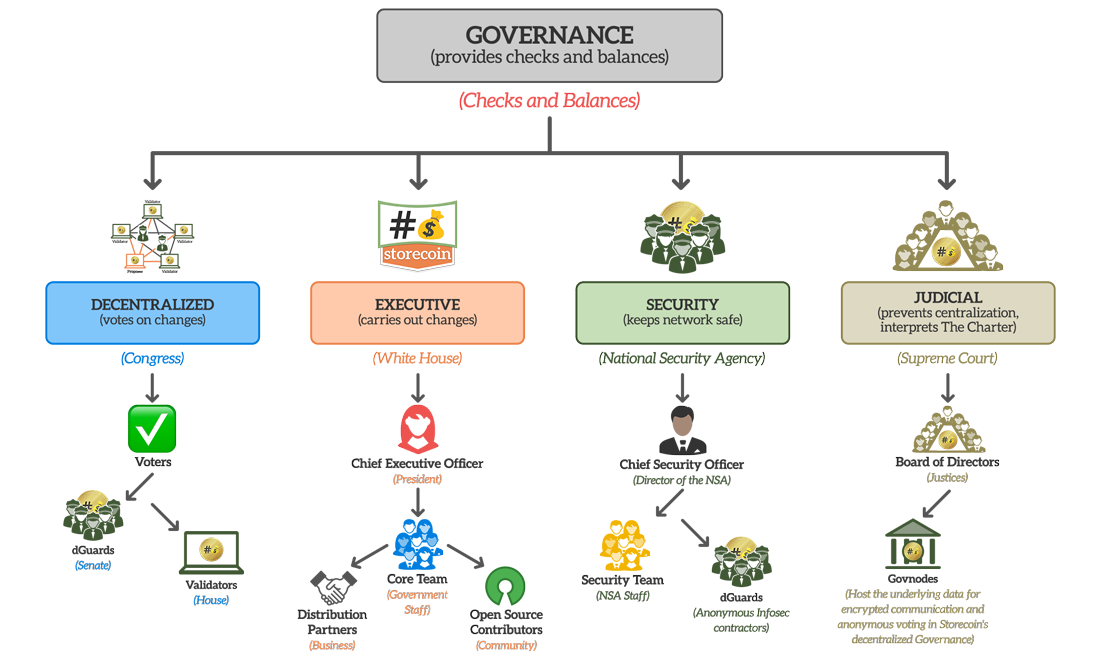 GOVERNANCE
(provides checks and balances)
(Checks and Balances)
Validator
Validator
Validator
Validator
# 
storecoin
# $
# $
DECENTRALIZED
(votes on changes)
EXECUTIVE
(carries out changes)
SECURITY
(keeps network safe)
JUDICIAL
(prevents centralization,
interprets The Charter)
(Congress)
(White House)
(National Security Agency)
(Supreme Court)
Voters
Chief Executive Officer
(President)
Chief Security Officer
(Director of the NSA)
Board of Directors
(Justices)
dGuards
(Senate)
Validators
(House)
Core Team
(Government
Staff)
Distribution
Partners
(Business)
Open Source
Contributors
(Community)
Security Team
(NSA Staff)
dGuards
(Anonymous Infosec
contractors)
Govnodes
(Host the underlying data for
encrypted communication and
anonymous voting in Storecoin's
decentralized Governance)